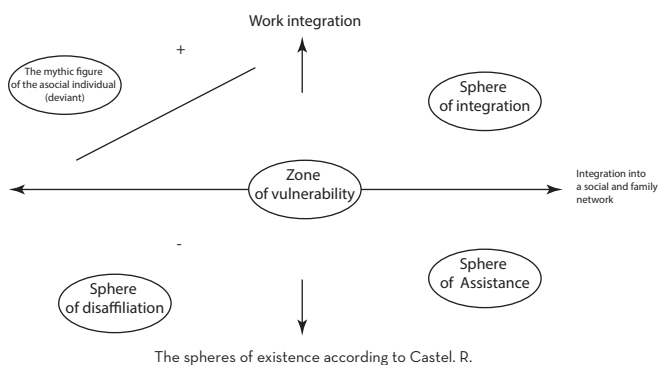 Work integration
+
The mythic figure
of the asocial individual
(deviant)
Sphere
of integration
Zone
of vulnerability
Integration into
a social and family
network
-
Sphere
of disaffiliation
Sphere
of Assistance
The spheres of existence according to Castel. R.